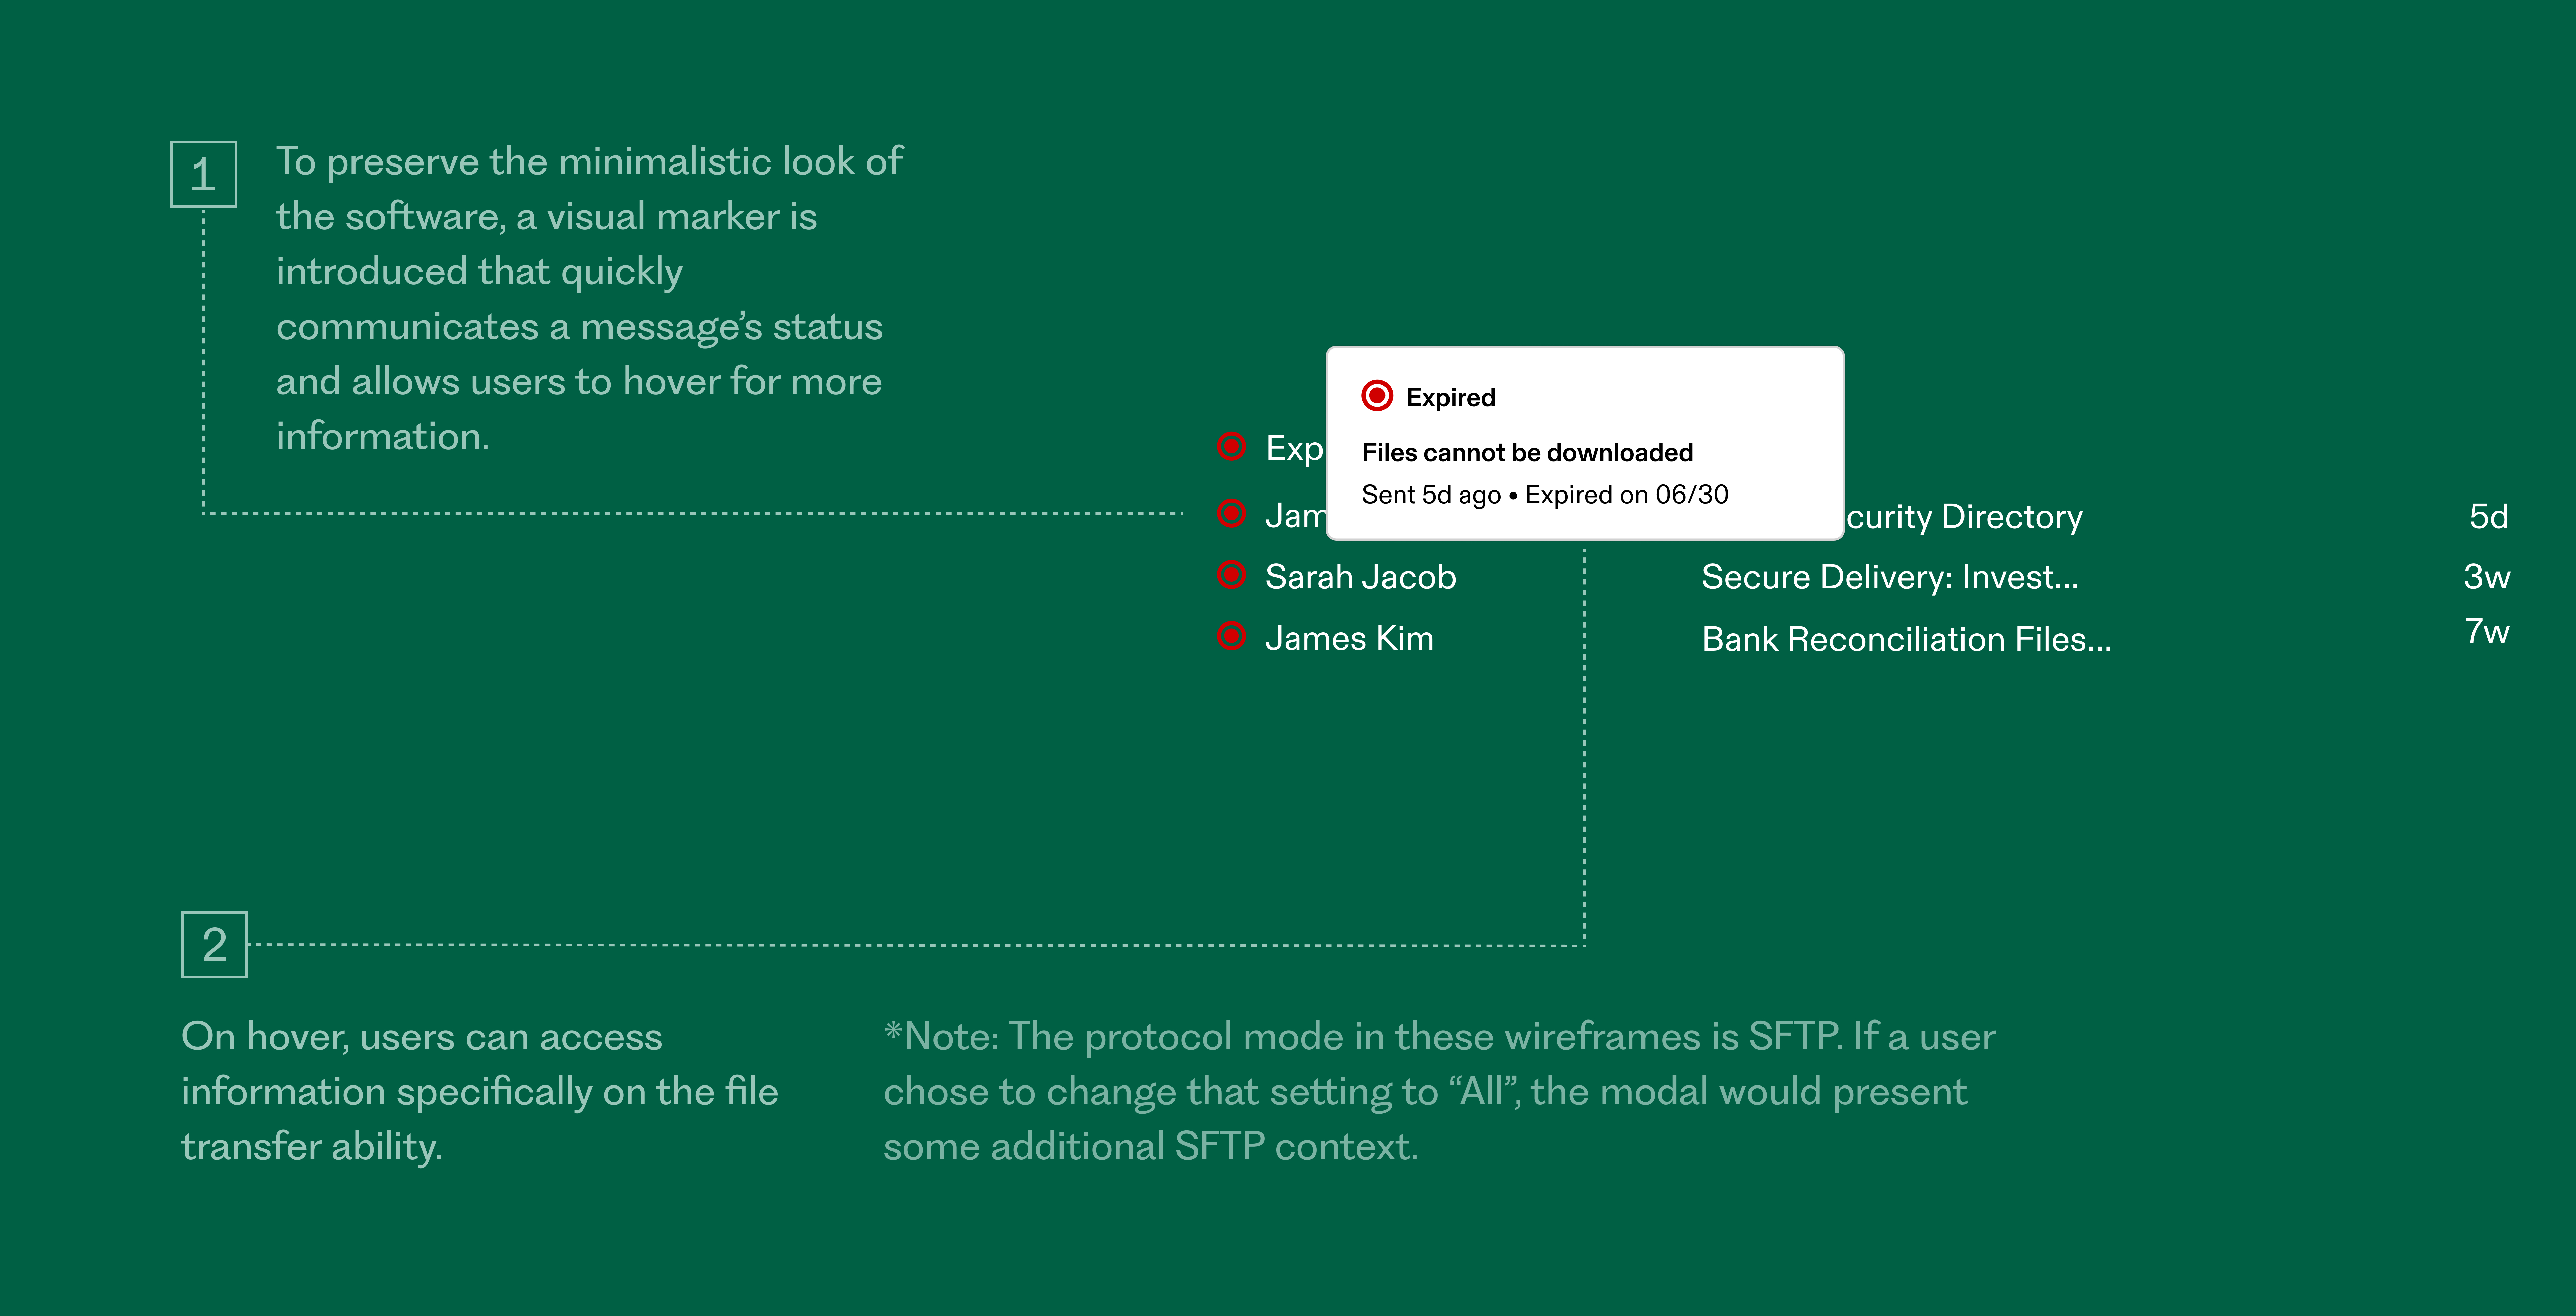 1
To preserve the minimalistic look of
the software, a visual marker is
introduced that quickly
communicates a message’s status
and allows users to hover for more
information.
Expired
Files cannot be downloaded
Sent 5d ago • Expired on 06/30
Exp
Jam
curity Directory 5d
Sarah Jacob Secure Delivery: Invest... 3w
James Kim Bank Reconciliation Files... 7w
2
On hover, users can access
information specifically on the file
transfer ability.
*Note: The protocol mode in these wireframes is SFTP. If a user
chose to change that setting to “All”, the modal would present
some additional SFTP context.